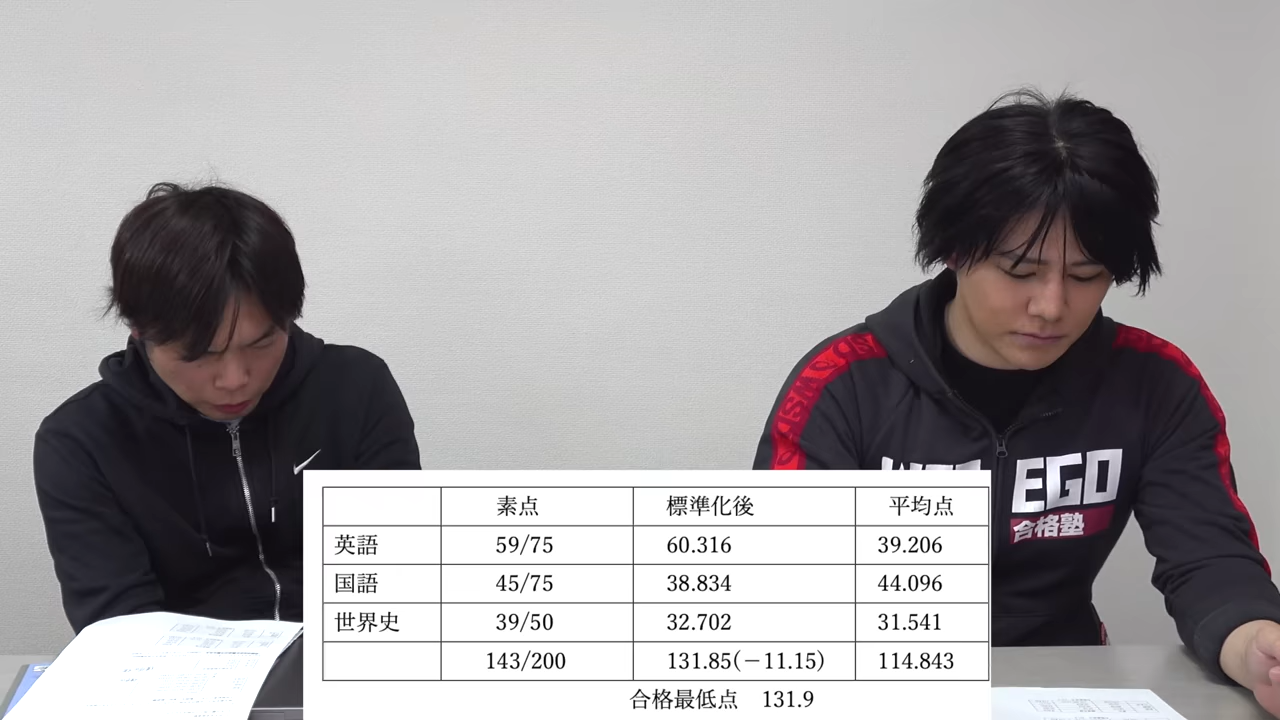 EGO
合格塾
素点 標準化後 平均点
英語 59/75 60.316 39.206
国語 45/75 38.834 44.096
世界史 39/50 32.702 31.541
143/200 131.85(−11.15) 114.843
合格最低点 131.9